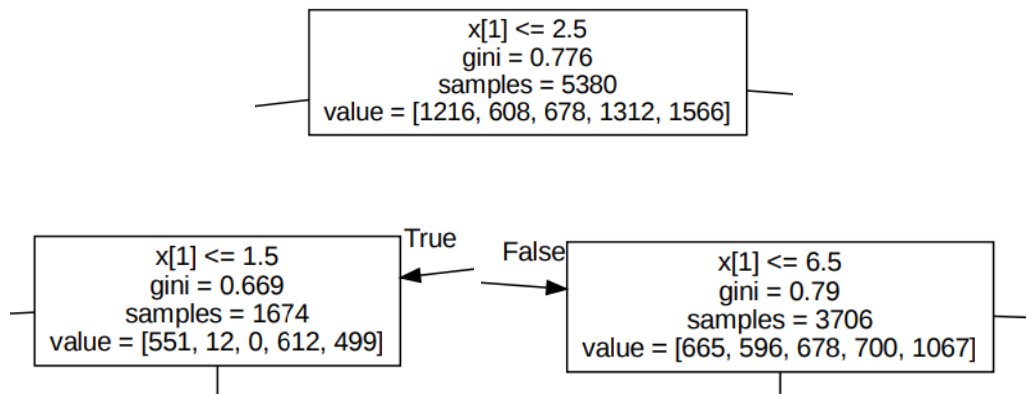 x[1] <= 2.5
gini = 0.776
samples = 5380
value = [1216, 608, 678, 1312, 1566]
True
False
x[1] <= 1.5
gini = 0.669
samples = 1674
value = [551, 12, 0, 612, 499]
x[1] <= 6.5
gini = 0.79
samples = 3706
value = [665, 596, 678, 700, 1067]